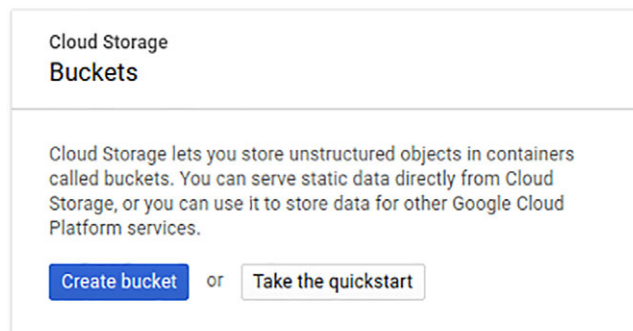 Cloud Storage
Buckets
Cloud Storage lets you store unstructured objects in containers
called buckets. You can serve static data directly from Cloud
Storage, or you can use it to store data for other Google Cloud
Platform services.
Create bucket or Take the quickstart